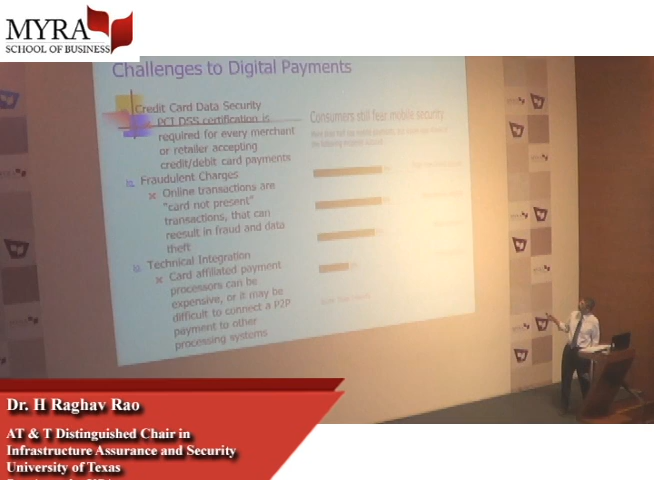 MYRA
SCHOOL OF BUSINESS
Challenges to Digital Payments
Credit Card Data Security
PCI DSS certification is
required for every merchant
or retailer accepting
credit/debit card payments
Fraudulent Charges
Online transactions are
"card not present"
transactions, that can
reesult in fraud and data
theft
Technical Integration
Card affiliated payment
processors can be
expensive, or it may be
difficult to connect a P2P
payment to other
processing systems
Consumers still fear mobile security
Dr. H Raghav Rao
AT & T Distinguished Chair in
Infrastructure Assurance and Security
University of Texas